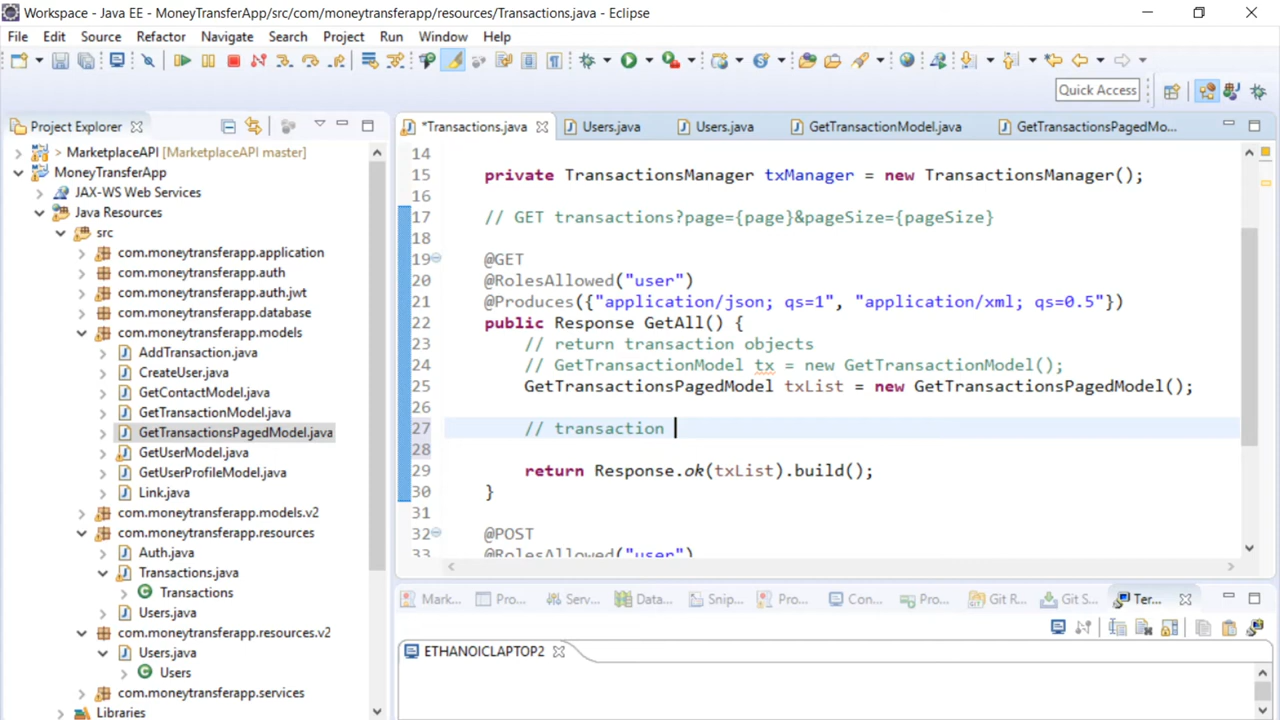 Workspace - Java EE - MoneyTransferApp/src/com/moneytransferapp/resources/Transactions.java - Eclipse
File Edit Source Refactor Navigate Search Project Run Window Help
Quick Access
Project Explorer
MarketplaceAPI [MarketplaceAPI master]
MoneyTransferApp
JAX-WS Web Services
Java Resources
src
com.moneytransferapp.application
com.moneytransferapp.auth
com.moneytransferapp.auth.jwt
com.moneytransferapp.database
com.moneytransferapp.models
AddTransaction.java
CreateUser.java
GetContactModel.java
GetTransactionModel.java
GetTransactionsPagedModel.java
GetUserModel.java
GetUserProfileModel.java
Link.java
com.moneytransferapp.models.v2
com.moneytransferapp.resources
Auth.java
Transactions.java
Transactions
Users.java
com.moneytransferapp.resources.v2
Users.java
Users
com.moneytransferapp.services
Libraries
*Transactions.java Users.java Users.java GetTransactionModel.java GetTransactionsPagedMo...
14
15 private TransactionsManager txManager = new TransactionsManager();
16
17 // GET transactions?page={page}&pageSize={pageSize}
18
19 @GET
20 @RolesAllowed("user")
21 @Produces({"application/json; qs=1", "application/xml; qs=0.5"})
22 public Response GetAll() {
23 // return transaction objects
24 // GetTransactionModel tx = new GetTransactionModel();
25 GetTransactionsPagedModel txList = new GetTransactionsPagedModel();
26
27 // transaction
28
29 return Response.ok(txList).build();
30 }
31
32 @POST
33 @RolesAllowed("user")
Mark... Pro... Serv... Data... Snip... Pro... Con... Pro... Git R... Git S... Ter...
ETHANOICLAPTOP2